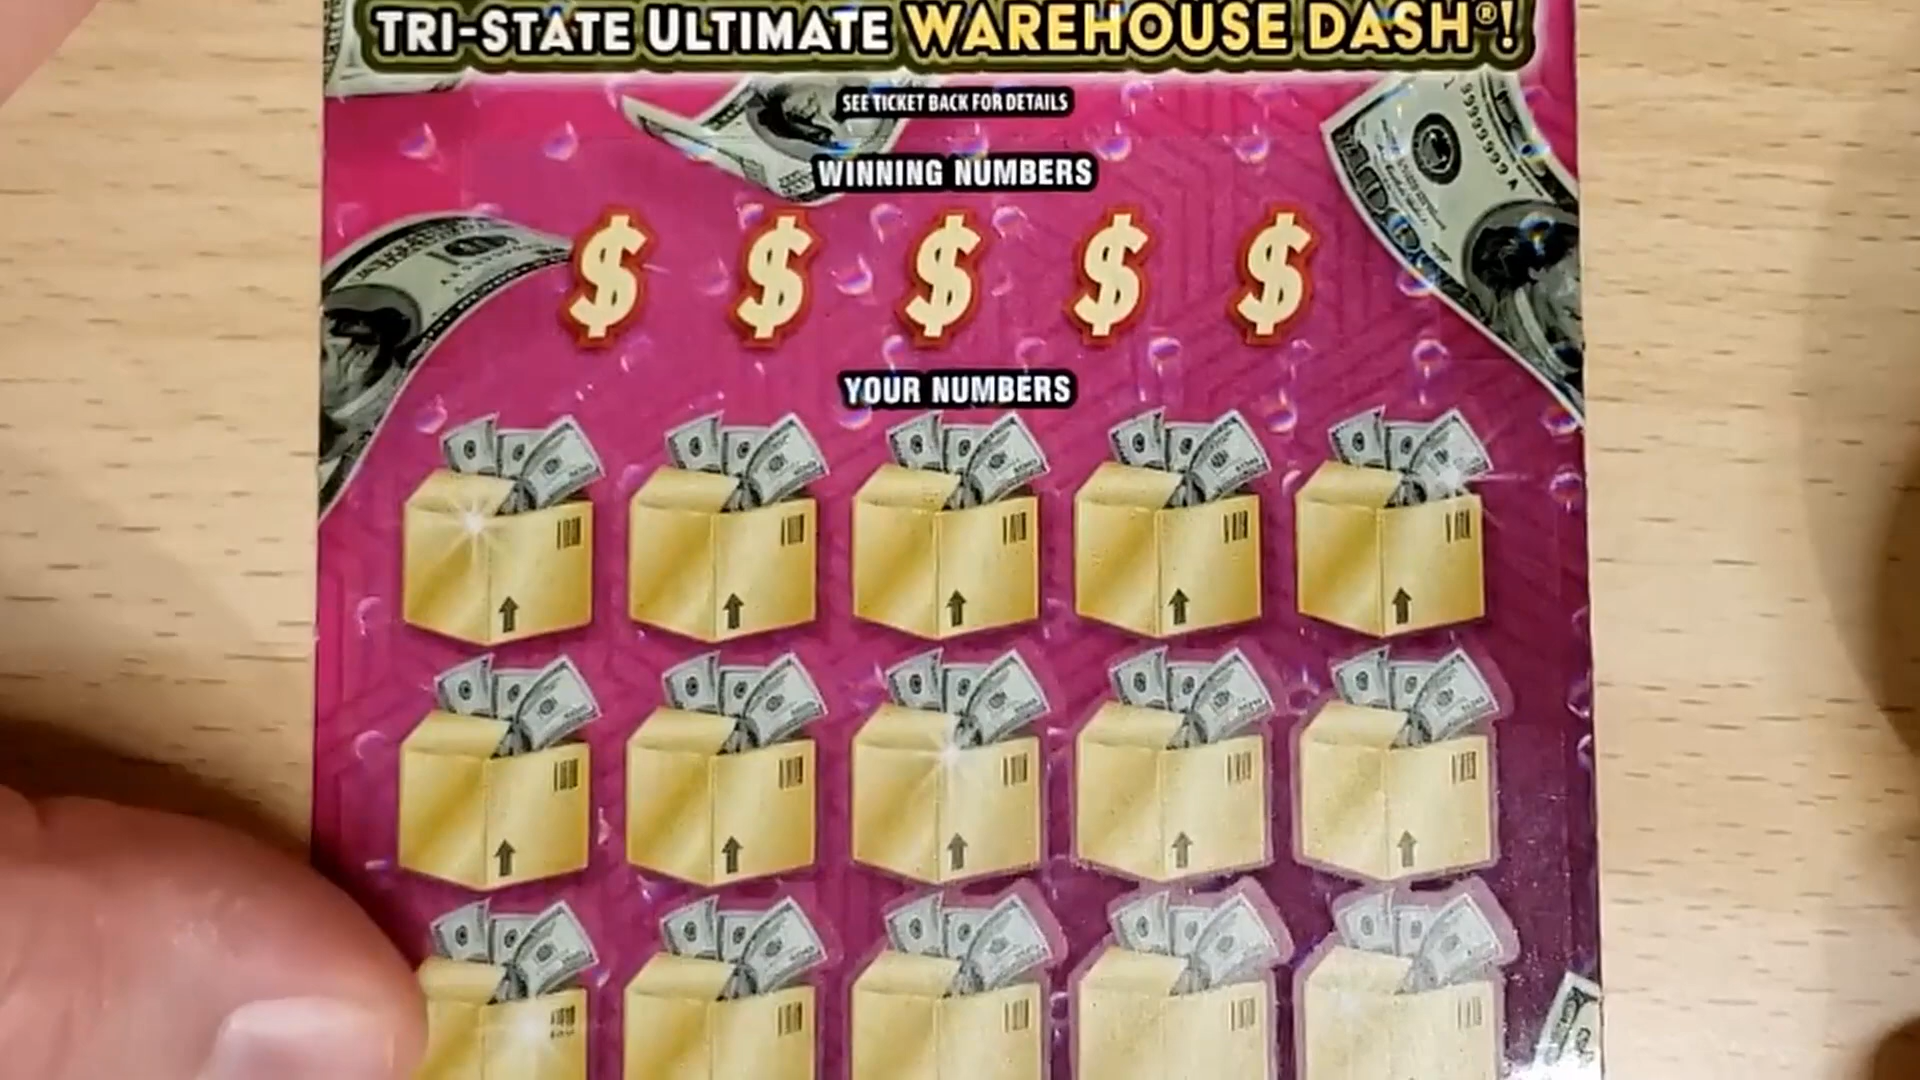 TRI-STATE ULTIMATE WAREHOUSE DASH®!
SEE TICKET BACK FOR DETAILS
WINNING NUMBERS
$ $ $ $ $
YOUR NUMBERS